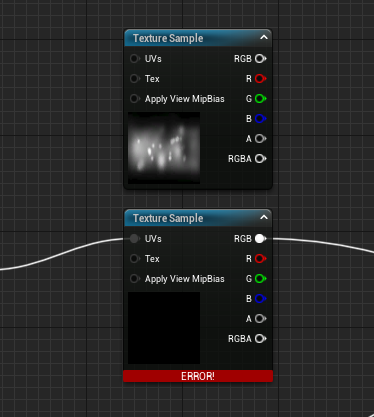 Texture Sample
UVs RGB
Tex R
Apply View MipBias G
B
A
RGBA
Texture Sample
UVs RGB
Tex R
Apply View MipBias G
B
A
RGBA
ERROR!